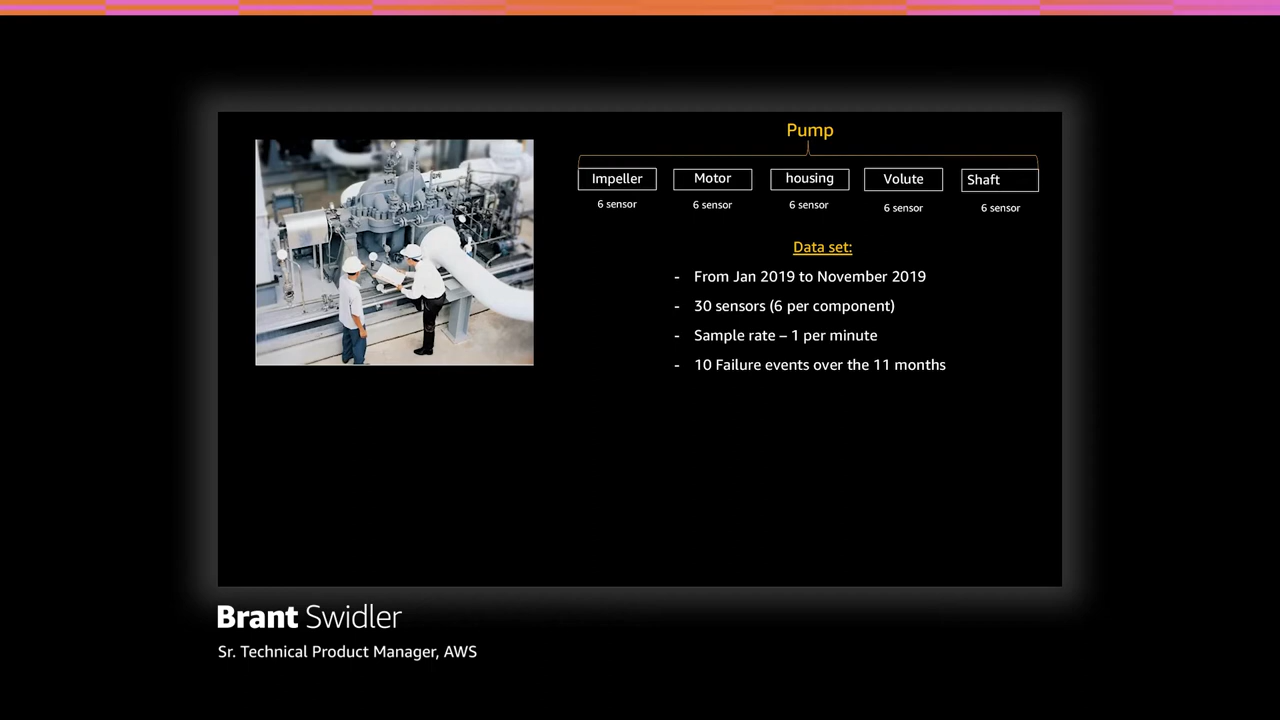 Pump
Impeller
Motor
housing
Volute
Shaft
6 sensor
6 sensor
6 sensor
6 sensor
6 sensor
Data set:
- From Jan 2019 to November 2019
- 30 sensors (6 per component)
- Sample rate – 1 per minute
- 10 Failure events over the 11 months
Brant Swidler
Sr. Technical Product Manager, AWS